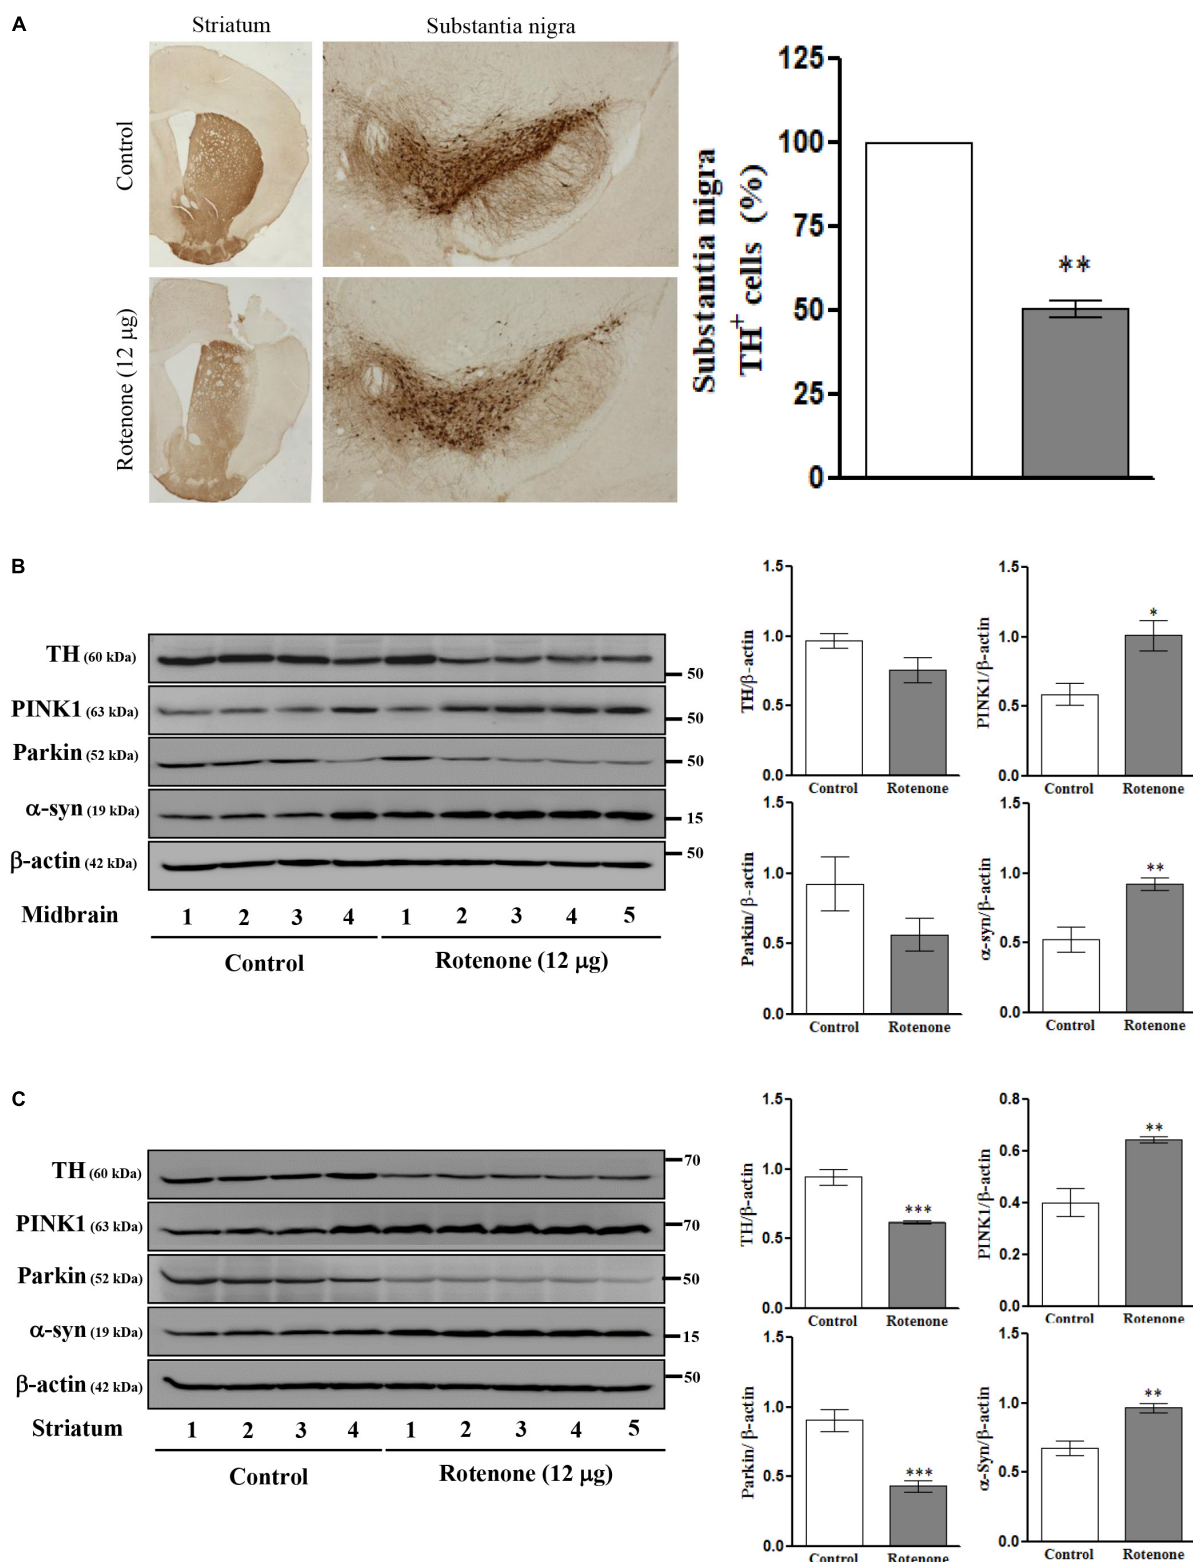 A
Striatum
Substantia nigra
Control
Rotenone (12 µg)
Substantia nigra
TH+ cells (%)
125
100
75
50
25
0
**
B
TH (60 kDa)
50
PINK1 (63 kDa)
50
Parkin (52 kDa)
50
α-syn (19 kDa)
15
β-actin (42 kDa)
50
Midbrain 1 2 3 4 1 2 3 4 5
Control Rotenone (12 µg)
TH/β-actin
1.5
1.0
0.5
0.0
Control Rotenone
PINK1/β-actin
1.5
1.0
0.5
0.0
*
Control Rotenone
Parkin/ β-actin
1.5
1.0
0.5
0.0
Control Rotenone
α-syn/β-actin
1.5
1.0
0.5
0.0
**
Control Rotenone
C
TH (60 kDa)
70
PINK1 (63 kDa)
70
Parkin (52 kDa)
50
α-syn (19 kDa)
15
β-actin (42 kDa)
50
Striatum 1 2 3 4 1 2 3 4 5
Control Rotenone (12 µg)
TH/β-actin
1.5
1.0
0.5
0.0
***
Control Rotenone
PINK1/β-actin
0.8
0.6
0.4
0.2
0.0
**
Control Rotenone
Parkin/ β-actin
1.5
1.0
0.5
0.0
***
Control Rotenone
α-Syn/β-actin
1.5
1.0
0.5
0.0
**
Control Rotenone